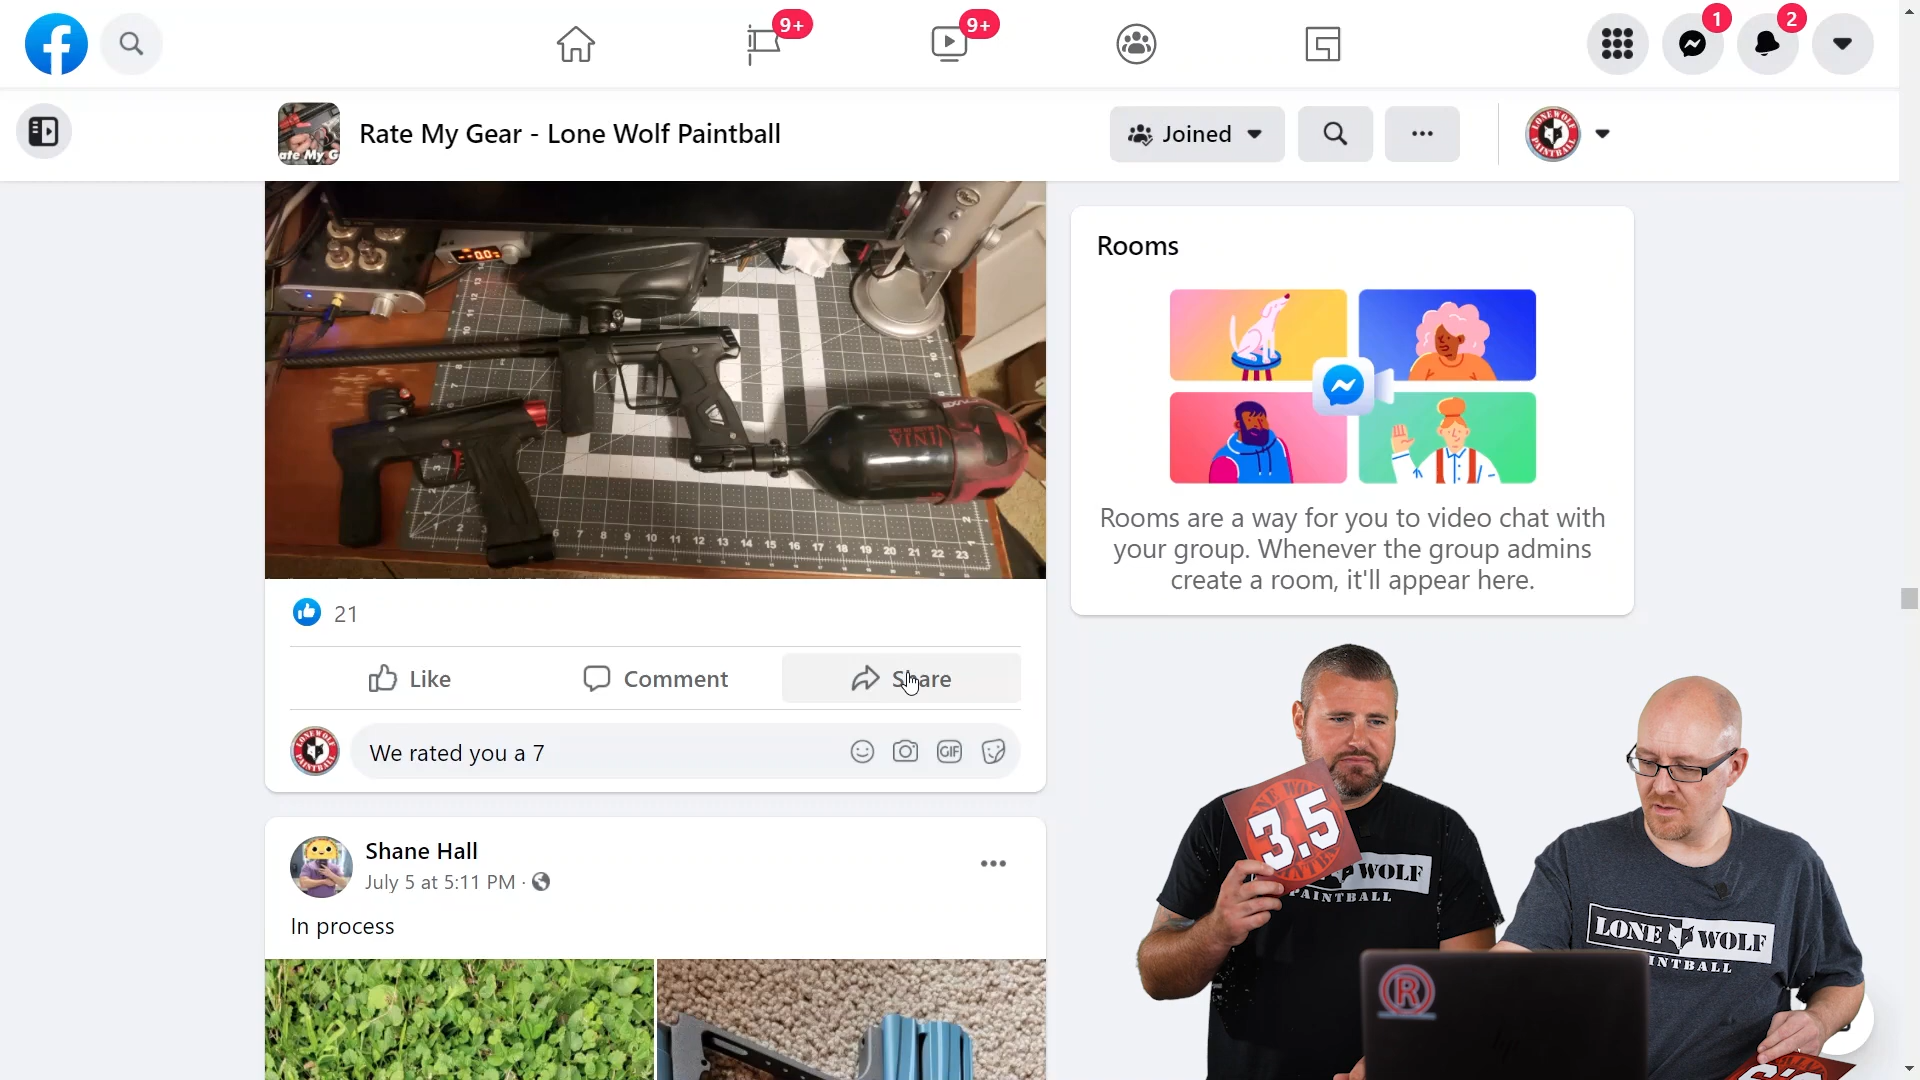 9+
9+
1
2
Rate My Gear - Lone Wolf Paintball
Joined
Rooms
Rooms are a way for you to video chat with
your group. Whenever the group admins
create a room, it'll appear here.
NINJA
21
Like
Comment
Share
We rated you a 7
GIF
Shane Hall
July 5 at 5:11 PM ·
In process
3.5
WOLF
PAINTBALL
LONE WOLF
INTBALL
R